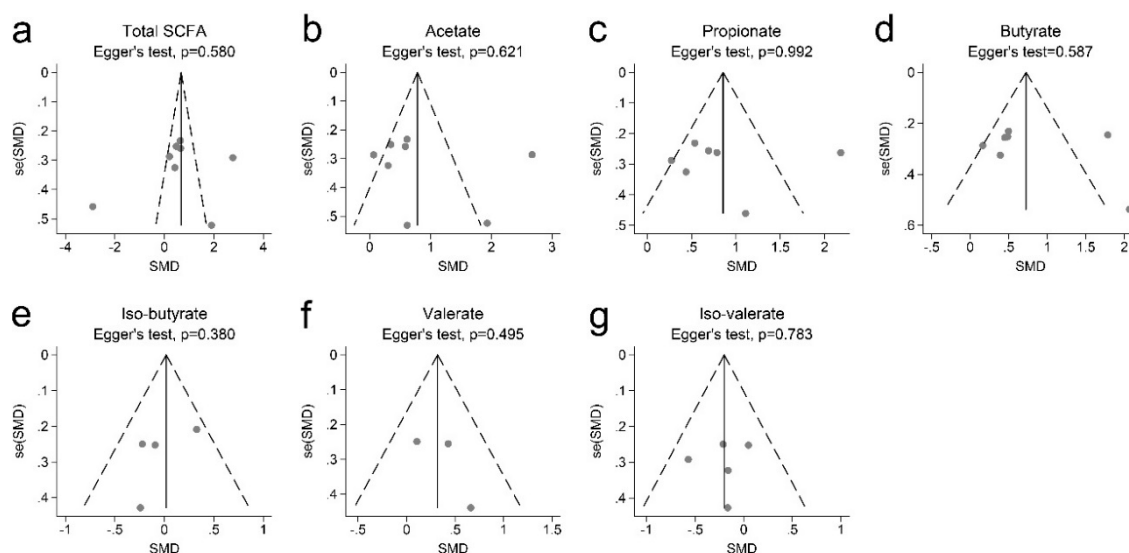 a
Total SCFA
Egger's test, p=0.580
0
.1
.2
.3
.4
.5
se(SMD)
-4
-2
0
2
4
SMD
b
Acetate
Egger's test, p=0.621
0
.1
.2
.3
.4
.5
se(SMD)
0
1
2
3
SMD
c
Propionate
Egger's test, p=0.992
0
.1
.2
.3
.4
.5
se(SMD)
0
.5
1
1.5
2
SMD
d
Butyrate
Egger's test=0.587
0
.2
.4
.6
se(SMD)
-.5
0
.5
1
1.5
2
SMD
e
Iso-butyrate
Egger's test, p=0.380
0
.1
.2
.3
.4
se(SMD)
-1
-.5
0
.5
1
SMD
f
Valerate
Egger's test, p=0.495
0
.1
.2
.3
.4
se(SMD)
-.5
0
.5
1
SMD
g
Iso-valerate
Egger's test, p=0.783
0
.1
.2
.3
.4
se(SMD)
-1
-.5
0
.5
1
SMD